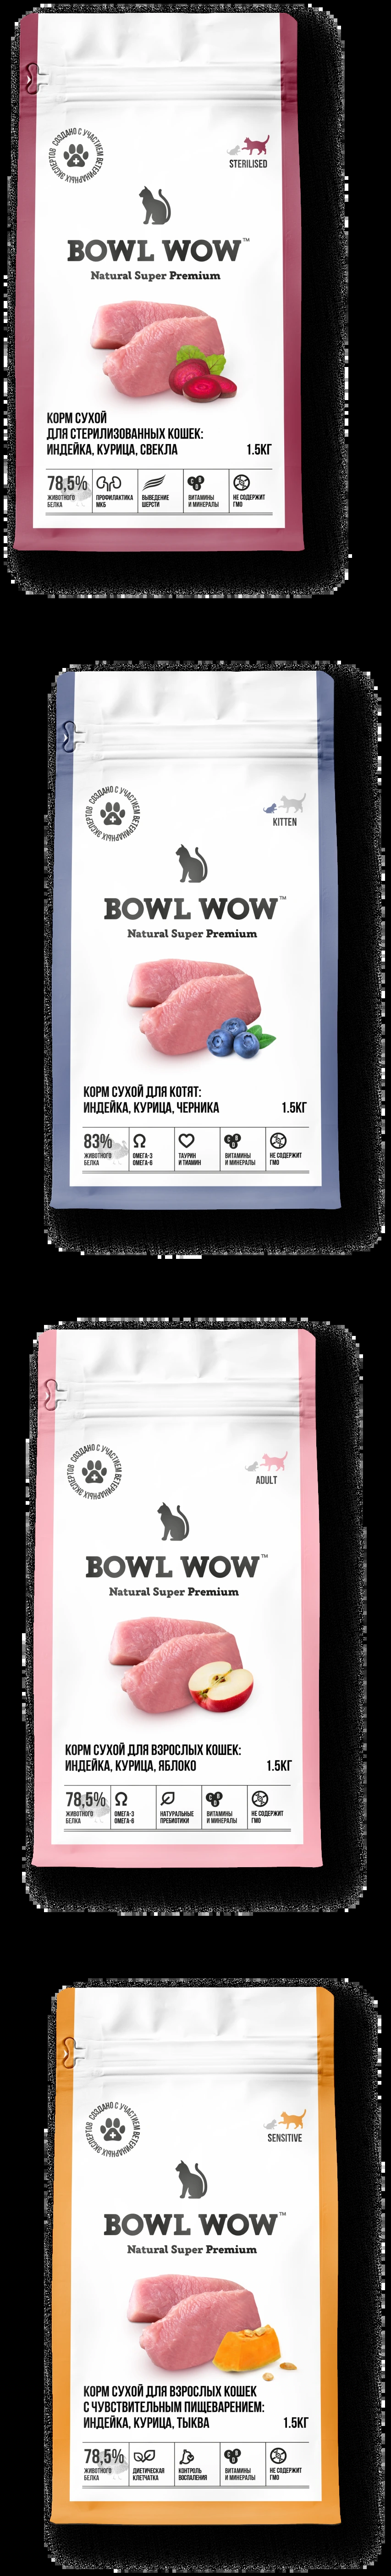 СОЗДАНО С УЧАСТИЕМ ВЕТЕРИНАРНЫХ ЭКСПЕРТОВ
STERILISED
BOWL WOW™
Natural Super Premium
КОРМ СУХОЙ
ДЛЯ СТЕРИЛИЗОВАННЫХ КОШЕК:
ИНДЕЙКА, КУРИЦА, СВЕКЛА 1.5КГ
78,5% ЖИВОТНОГО БЕЛКА
ПРОФИЛАКТИКА МКБ
ВЫВЕДЕНИЕ ШЕРСТИ
ВИТАМИНЫ И МИНЕРАЛЫ
НЕ СОДЕРЖИТ ГМО
СОЗДАНО С УЧАСТИЕМ ВЕТЕРИНАРНЫХ ЭКСПЕРТОВ
KITTEN
BOWL WOW™
Natural Super Premium
КОРМ СУХОЙ ДЛЯ КОТЯТ:
ИНДЕЙКА, КУРИЦА, ЧЕРНИКА 1.5КГ
83% ЖИВОТНОГО БЕЛКА
ОМЕГА-3 ОМЕГА-6
ТАУРИН И ТИАМИН
ВИТАМИНЫ И МИНЕРАЛЫ
НЕ СОДЕРЖИТ ГМО
СОЗДАНО С УЧАСТИЕМ ВЕТЕРИНАРНЫХ ЭКСПЕРТОВ
ADULT
BOWL WOW™
Natural Super Premium
КОРМ СУХОЙ ДЛЯ ВЗРОСЛЫХ КОШЕК:
ИНДЕЙКА, КУРИЦА, ЯБЛОКО 1.5КГ
78,5% ЖИВОТНОГО БЕЛКА
ОМЕГА-3 ОМЕГА-6
НАТУРАЛЬНЫЕ ПРЕБИОТИКИ
ВИТАМИНЫ И МИНЕРАЛЫ
НЕ СОДЕРЖИТ ГМО
СОЗДАНО С УЧАСТИЕМ ВЕТЕРИНАРНЫХ ЭКСПЕРТОВ
SENSITIVE
BOWL WOW™
Natural Super Premium
КОРМ СУХОЙ ДЛЯ ВЗРОСЛЫХ КОШЕК
С ЧУВСТВИТЕЛЬНЫМ ПИЩЕВАРЕНИЕМ:
ИНДЕЙКА, КУРИЦА, ТЫКВА 1.5КГ
78,5% ЖИВОТНОГО БЕЛКА
ДИЕТИЧЕСКАЯ КЛЕТЧАТКА
КОНТРОЛЬ ВОСПАЛЕНИЯ
ВИТАМИНЫ И МИНЕРАЛЫ
НЕ СОДЕРЖИТ ГМО